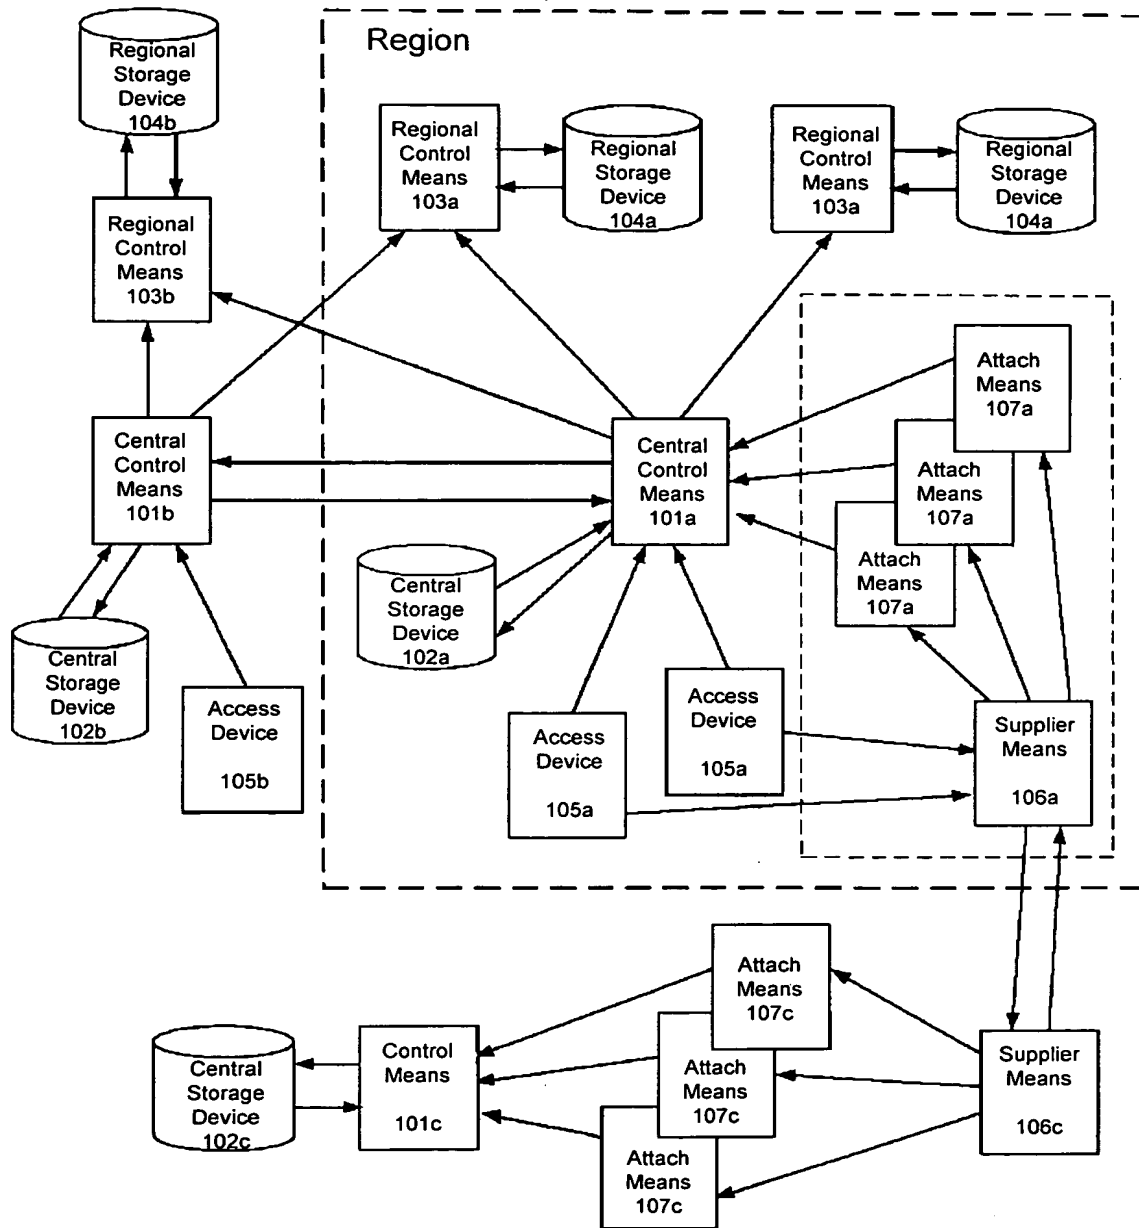 Regional
Storage
Device
104b
Region
Regional
Control
Means
103a
Regional
Storage
Device
104a
Regional
Control
Means
103a
Regional
Storage
Device
104a
Regional
Control
Means
103b
Attach
Means
107a
Attach
Means
107a
Attach
Means
107a
Central
Control
Means
101b
Central
Control
Means
101a
Central
Storage
Device
102a
Central
Storage
Device
102b
Access
Device
105b
Access
Device
105a
Access
Device
105a
Supplier
Means
106a
Attach
Means
107c
Attach
Means
107c
Attach
Means
107c
Central
Storage
Device
102c
Control
Means
101c
Supplier
Means
106c